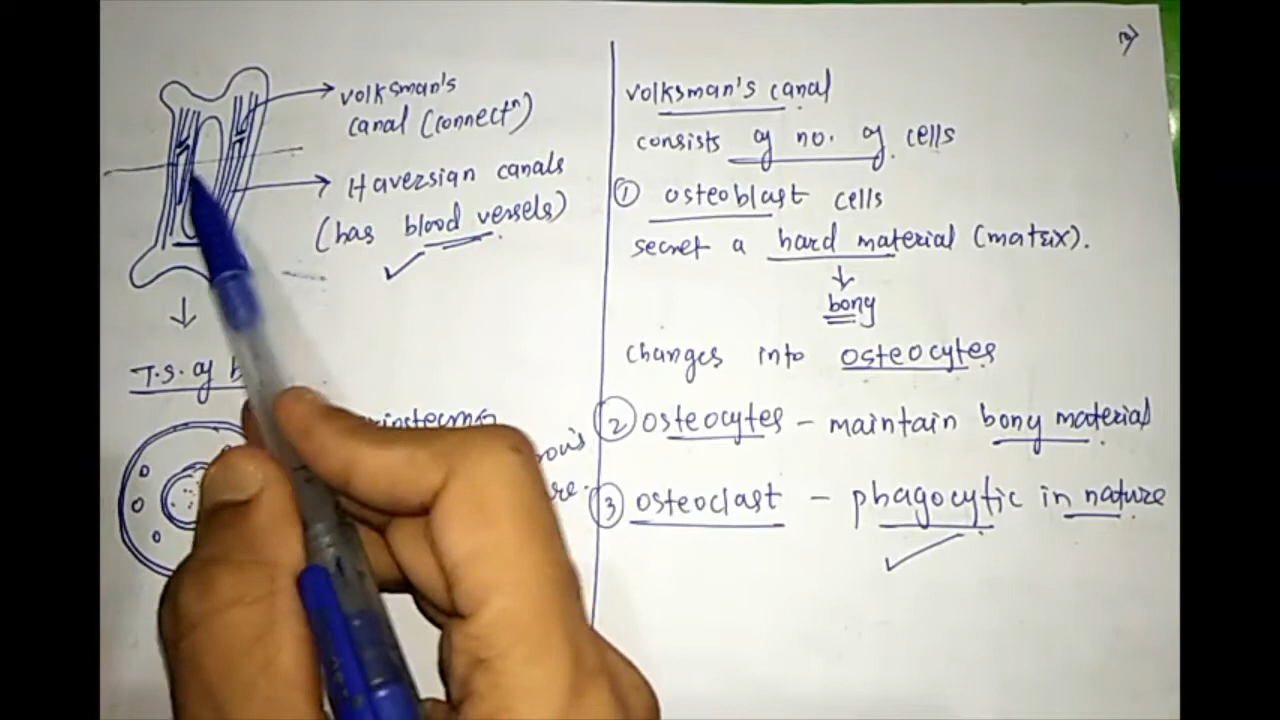 volksman's
canal (connectⁿ)
Haversian canals
(has blood vessels)
T.S. of
volksman's canal
consists of no. of cells
① osteoblast cells
secret a hard material (matrix).
bony
changes into osteocytes
② osteocytes – maintain bony material
③ osteoclast – phagocytic in nature